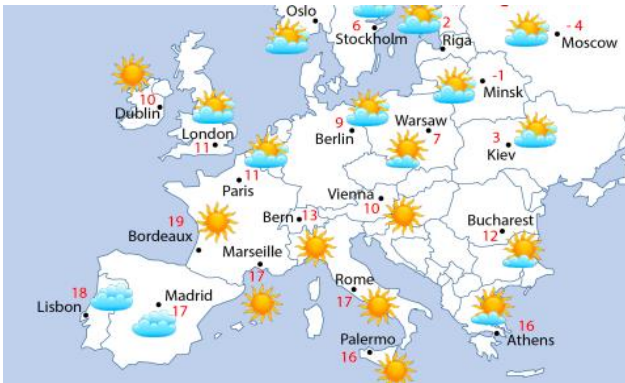 Oslo
6
Stockholm
2
Riga
- 4
Moscow
-1
Minsk
10
Dublin
London
11
9
Berlin
Warsaw
7
3
Kiev
11
Paris
Vienna
10
Bern 13
19
Bordeaux
Bucharest
12
Marseille
17
Rome
17
18
Lisbon
Madrid
17
Palermo
16
16
Athens